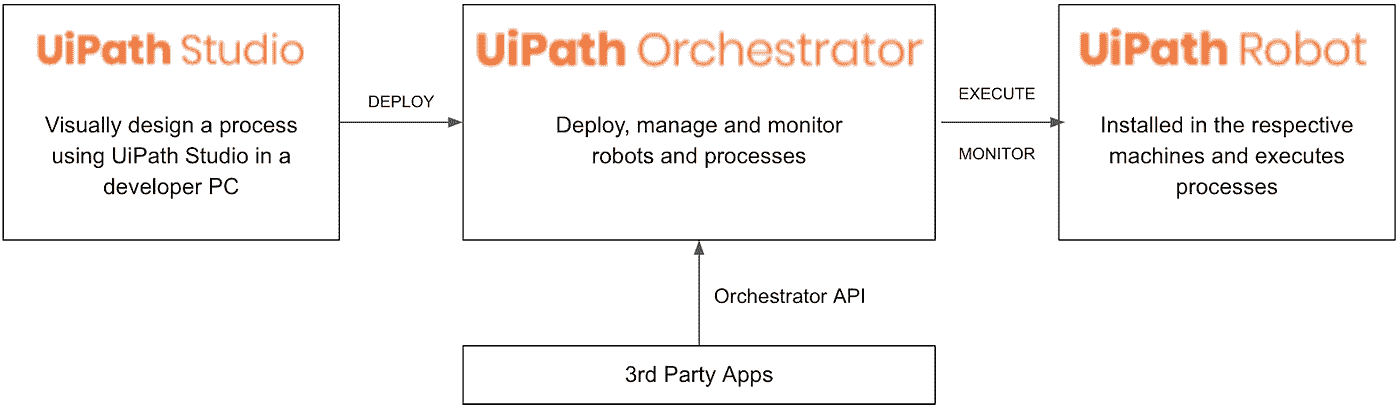 UiPath Studio
Visually design a process
using UiPath Studio in a
developer PC
DEPLOY
UiPath Orchestrator
Deploy, manage and monitor
robots and processes
EXECUTE
MONITOR
UiPath Robot
Installed in the respective
machines and executes
processes
Orchestrator API
3rd Party Apps